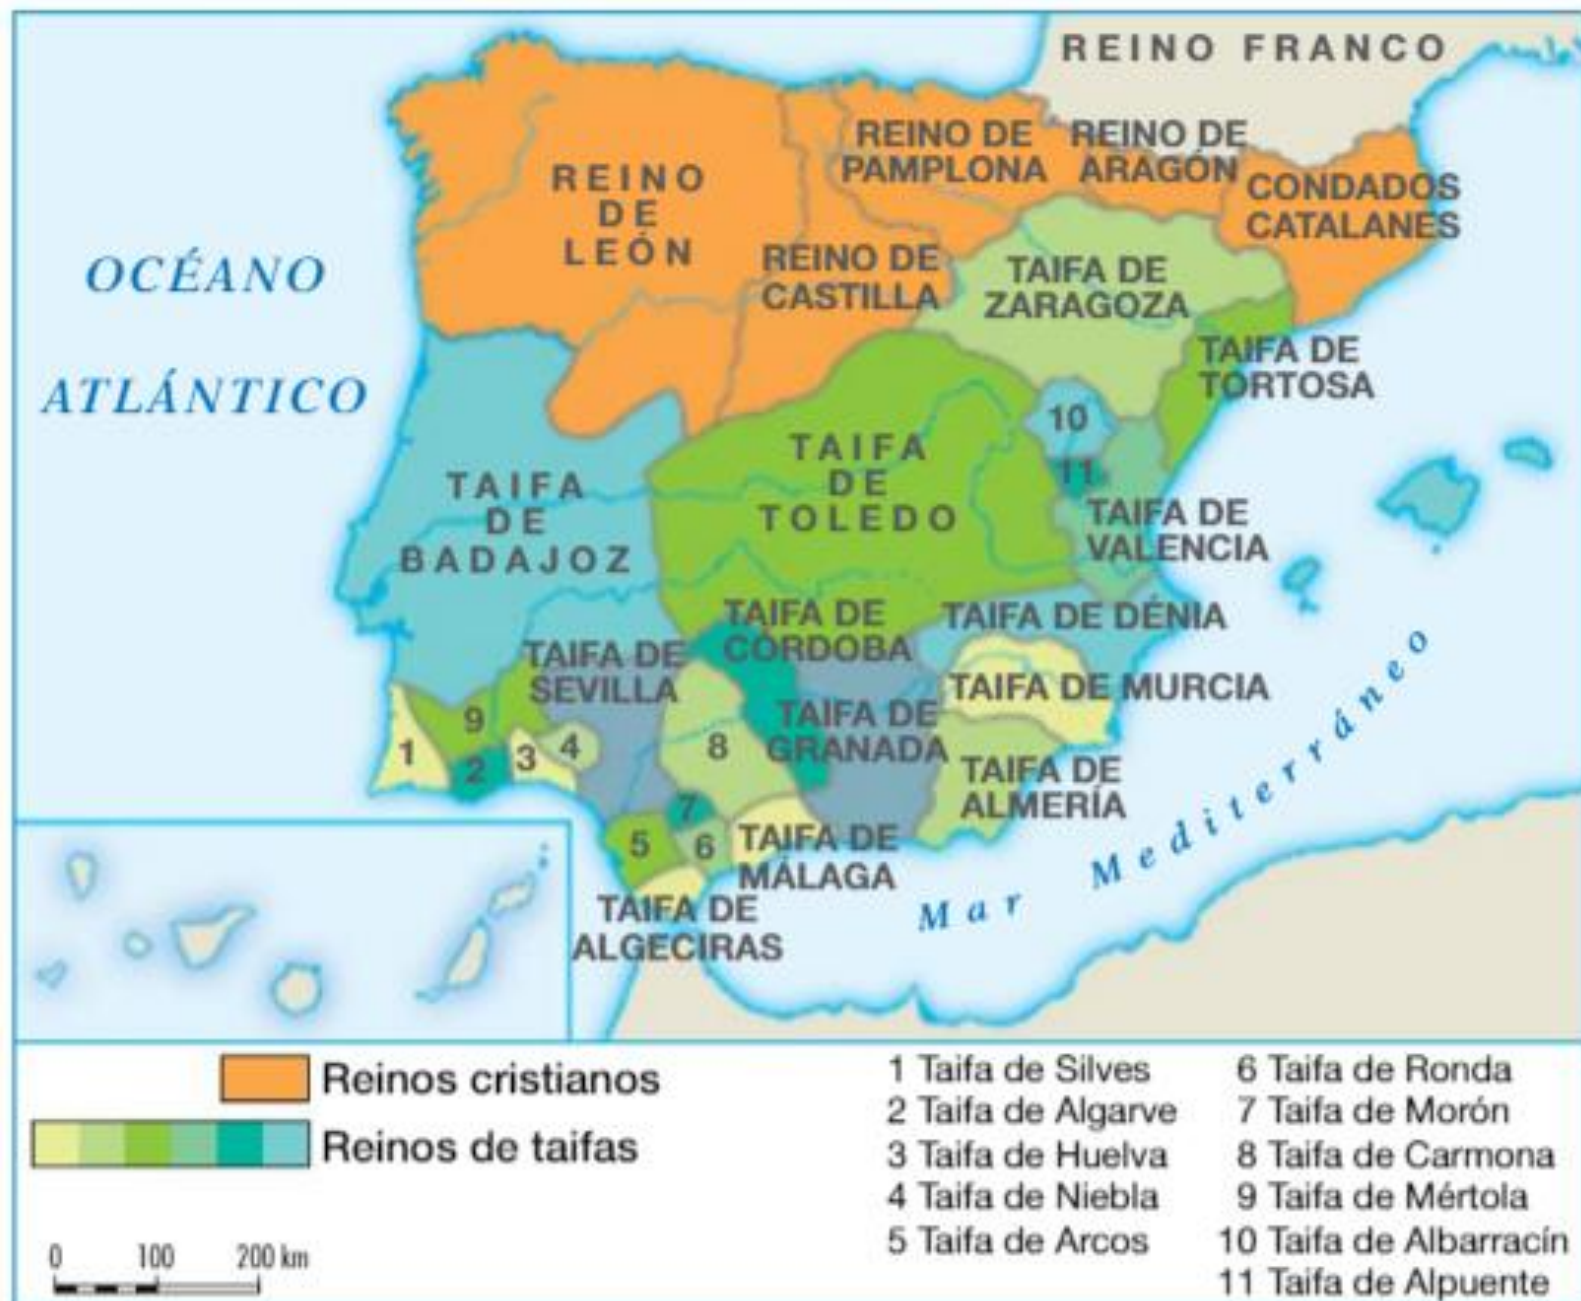 REINO FRANCO
REINO DE
PAMPLONA
REINO DE
ARAGÓN
CONDADOS
CATALANES
REINO
DE
LEÓN
REINO DE
CASTILLA
OCÉANO
ATLÁNTICO
TAIFA DE
ZARAGOZA
TAIFA DE
TORTOSA
10
11
TAIFA
DE
TOLEDO
TAIFA
DE
BADAJOZ
TAIFA DE
VALENCIA
TAIFA DE
CÓRDOBA
TAIFA DE DÉNIA
TAIFA DE
SEVILLA
TAIFA DE MURCIA
TAIFA DE
GRANADA
TAIFA DE
ALMERÍA
1
9
2
3
4
8
7
5
6
TAIFA DE
MÁLAGA
TAIFA DE
ALGECIRAS
Mar Mediterráneo
Reinos cristianos
Reinos de taifas
0 100 200 km
1 Taifa de Silves
2 Taifa de Algarve
3 Taifa de Huelva
4 Taifa de Niebla
5 Taifa de Arcos
6 Taifa de Ronda
7 Taifa de Morón
8 Taifa de Carmona
9 Taifa de Mértola
10 Taifa de Albarracín
11 Taifa de Alpuente